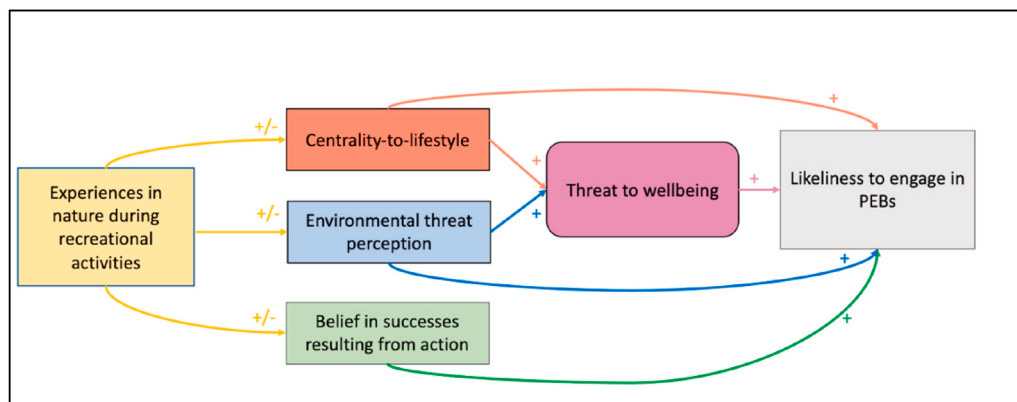 +/-
Centrality-to-lifestyle
+
+
Experiences in
nature during
recreational
activities
+/-
Environmental threat
perception
+
Threat to wellbeing
+
Likeliness to engage in
PEBs
+
+/-
Belief in successes
resulting from action
+